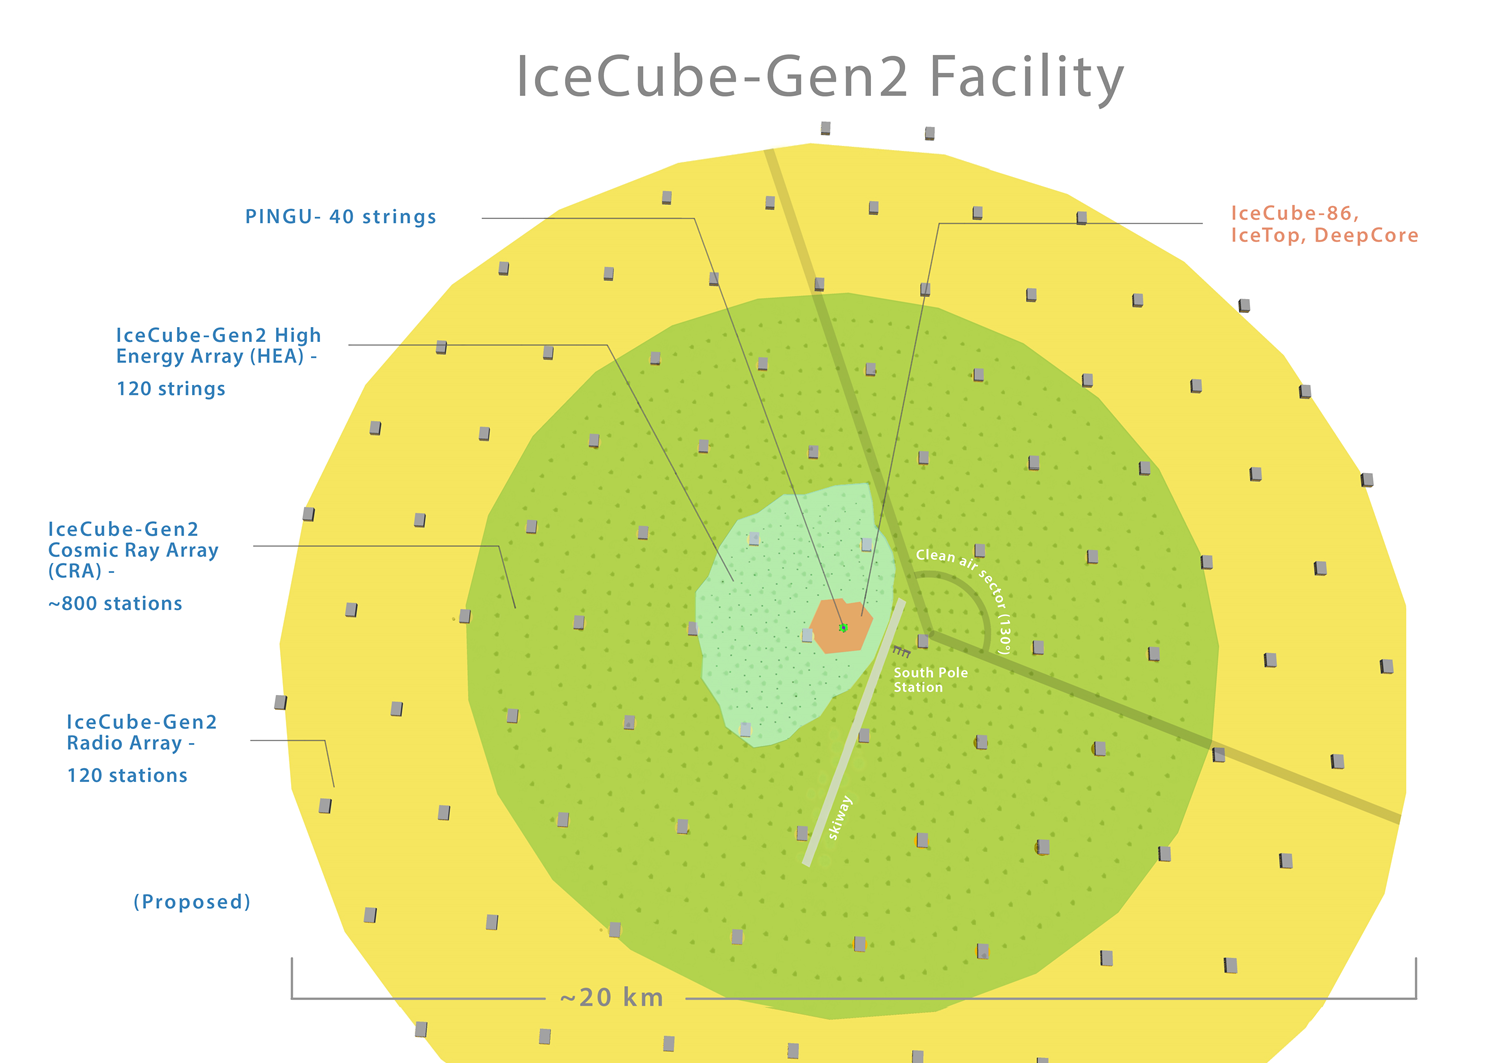 IceCube-Gen2 Facility
PINGU- 40 strings
IceCube-86,
IceTop, DeepCore
IceCube-Gen2 High
Energy Array (HEA) -
120 strings
IceCube-Gen2
Cosmic Ray Array
(CRA) -
~800 stations
Clean air sector (130°)
South Pole
Station
IceCube-Gen2
Radio Array -
120 stations
skiway
(Proposed)
~20 km